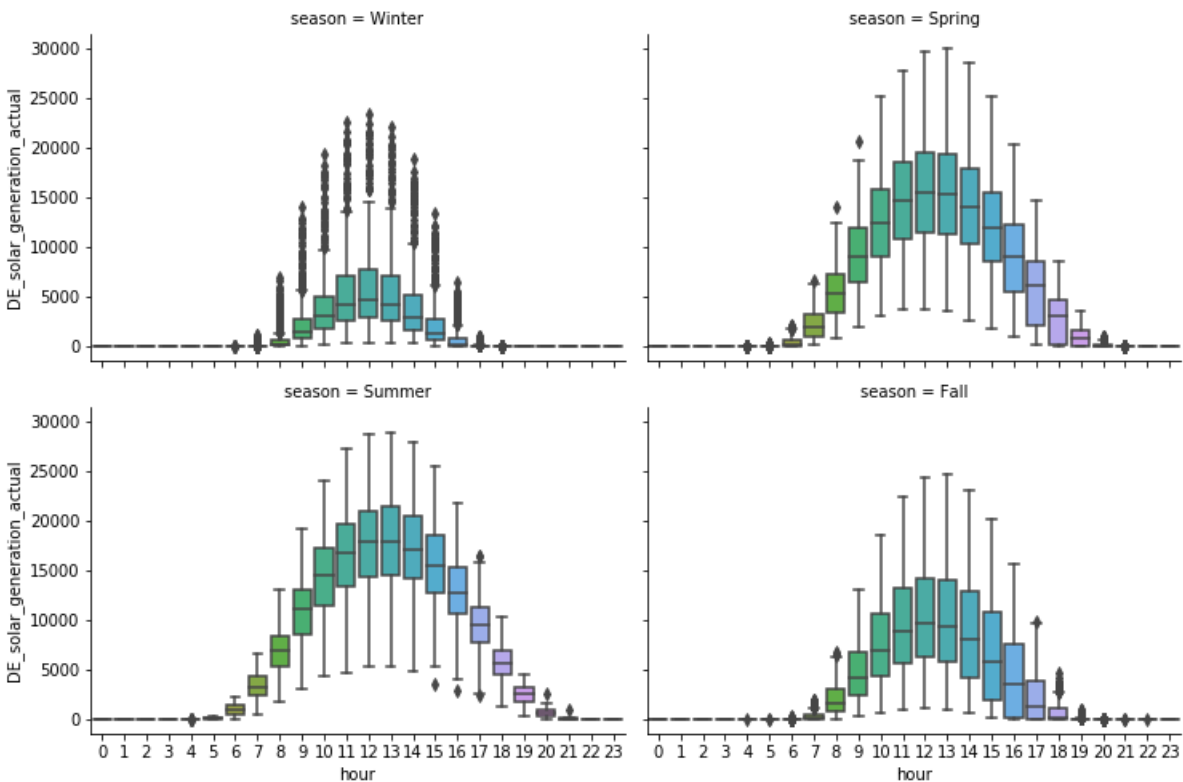 season = Winter
season = Spring
DE_solar_generation_actual
30000
25000
20000
15000
10000
5000
0
season = Summer
season = Fall
DE_solar_generation_actual
30000
25000
20000
15000
10000
5000
0
0 1 2 3 4 5 6 7 8 9 10 11 12 13 14 15 16 17 18 19 20 21 22 23
hour
0 1 2 3 4 5 6 7 8 9 10 11 12 13 14 15 16 17 18 19 20 21 22 23
hour